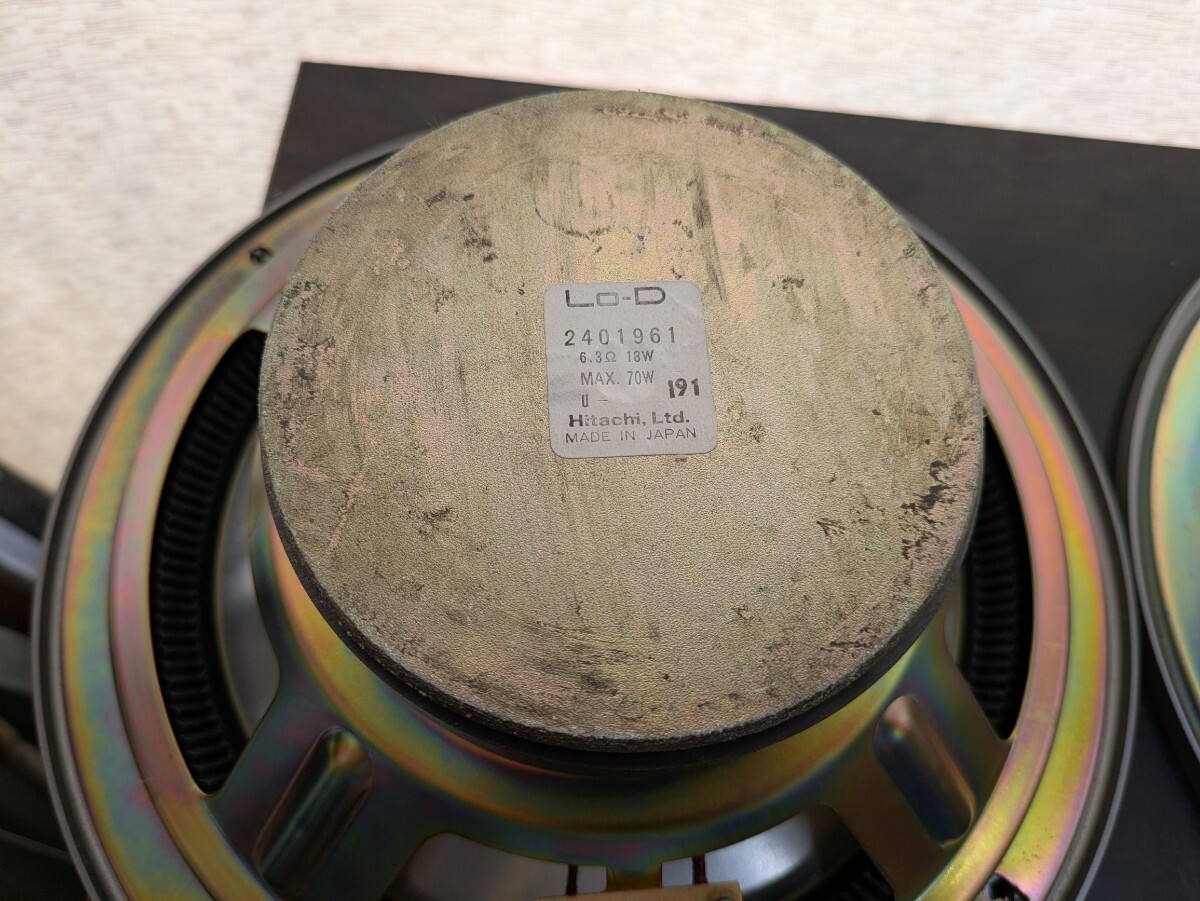 Lo-D
2401961
6.3Ω 18W
MAX. 70W
U - 191
Hitachi, Ltd.
MADE IN JAPAN